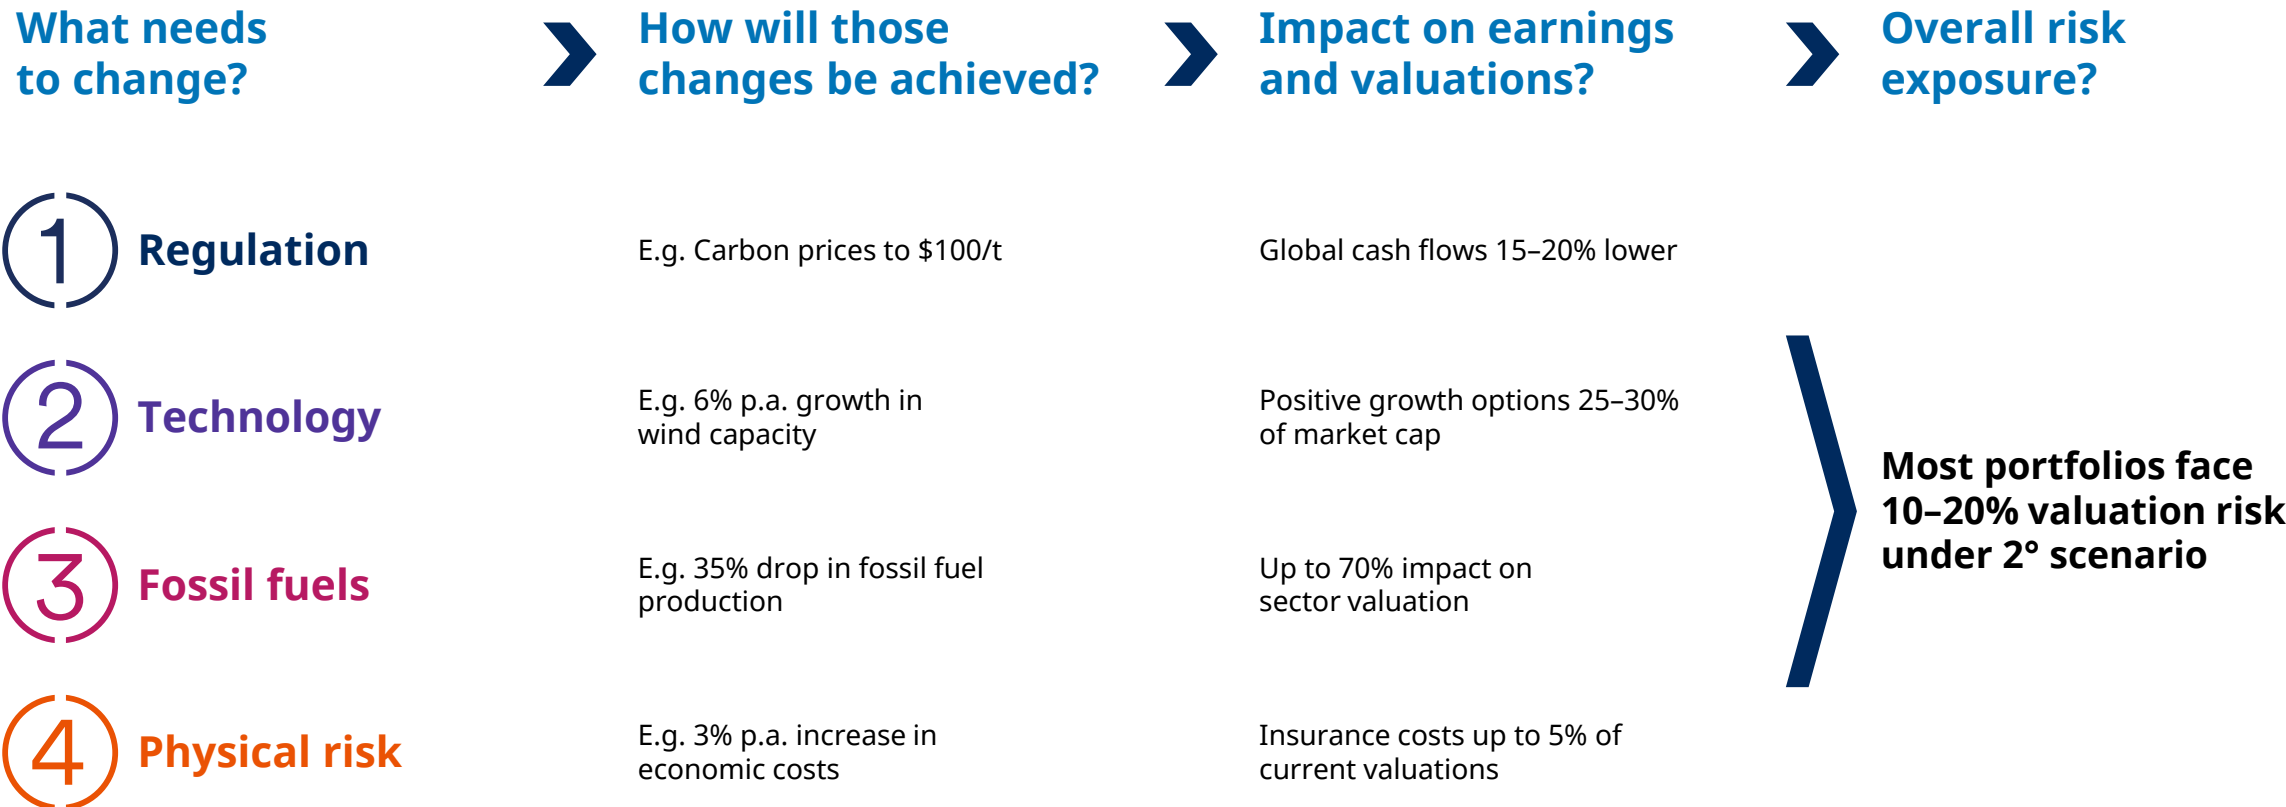 What needs
to change?
How will those
changes be achieved?
Impact on earnings
and valuations?
Overall risk
exposure?
1 Regulation
E.g. Carbon prices to $100/t
Global cash flows 15–20% lower
2 Technology
E.g. 6% p.a. growth in
wind capacity
Positive growth options 25–30%
of market cap
3 Fossil fuels
E.g. 35% drop in fossil fuel
production
Up to 70% impact on
sector valuation
4 Physical risk
E.g. 3% p.a. increase in
economic costs
Insurance costs up to 5% of
current valuations
Most portfolios face
10–20% valuation risk
under 2° scenario